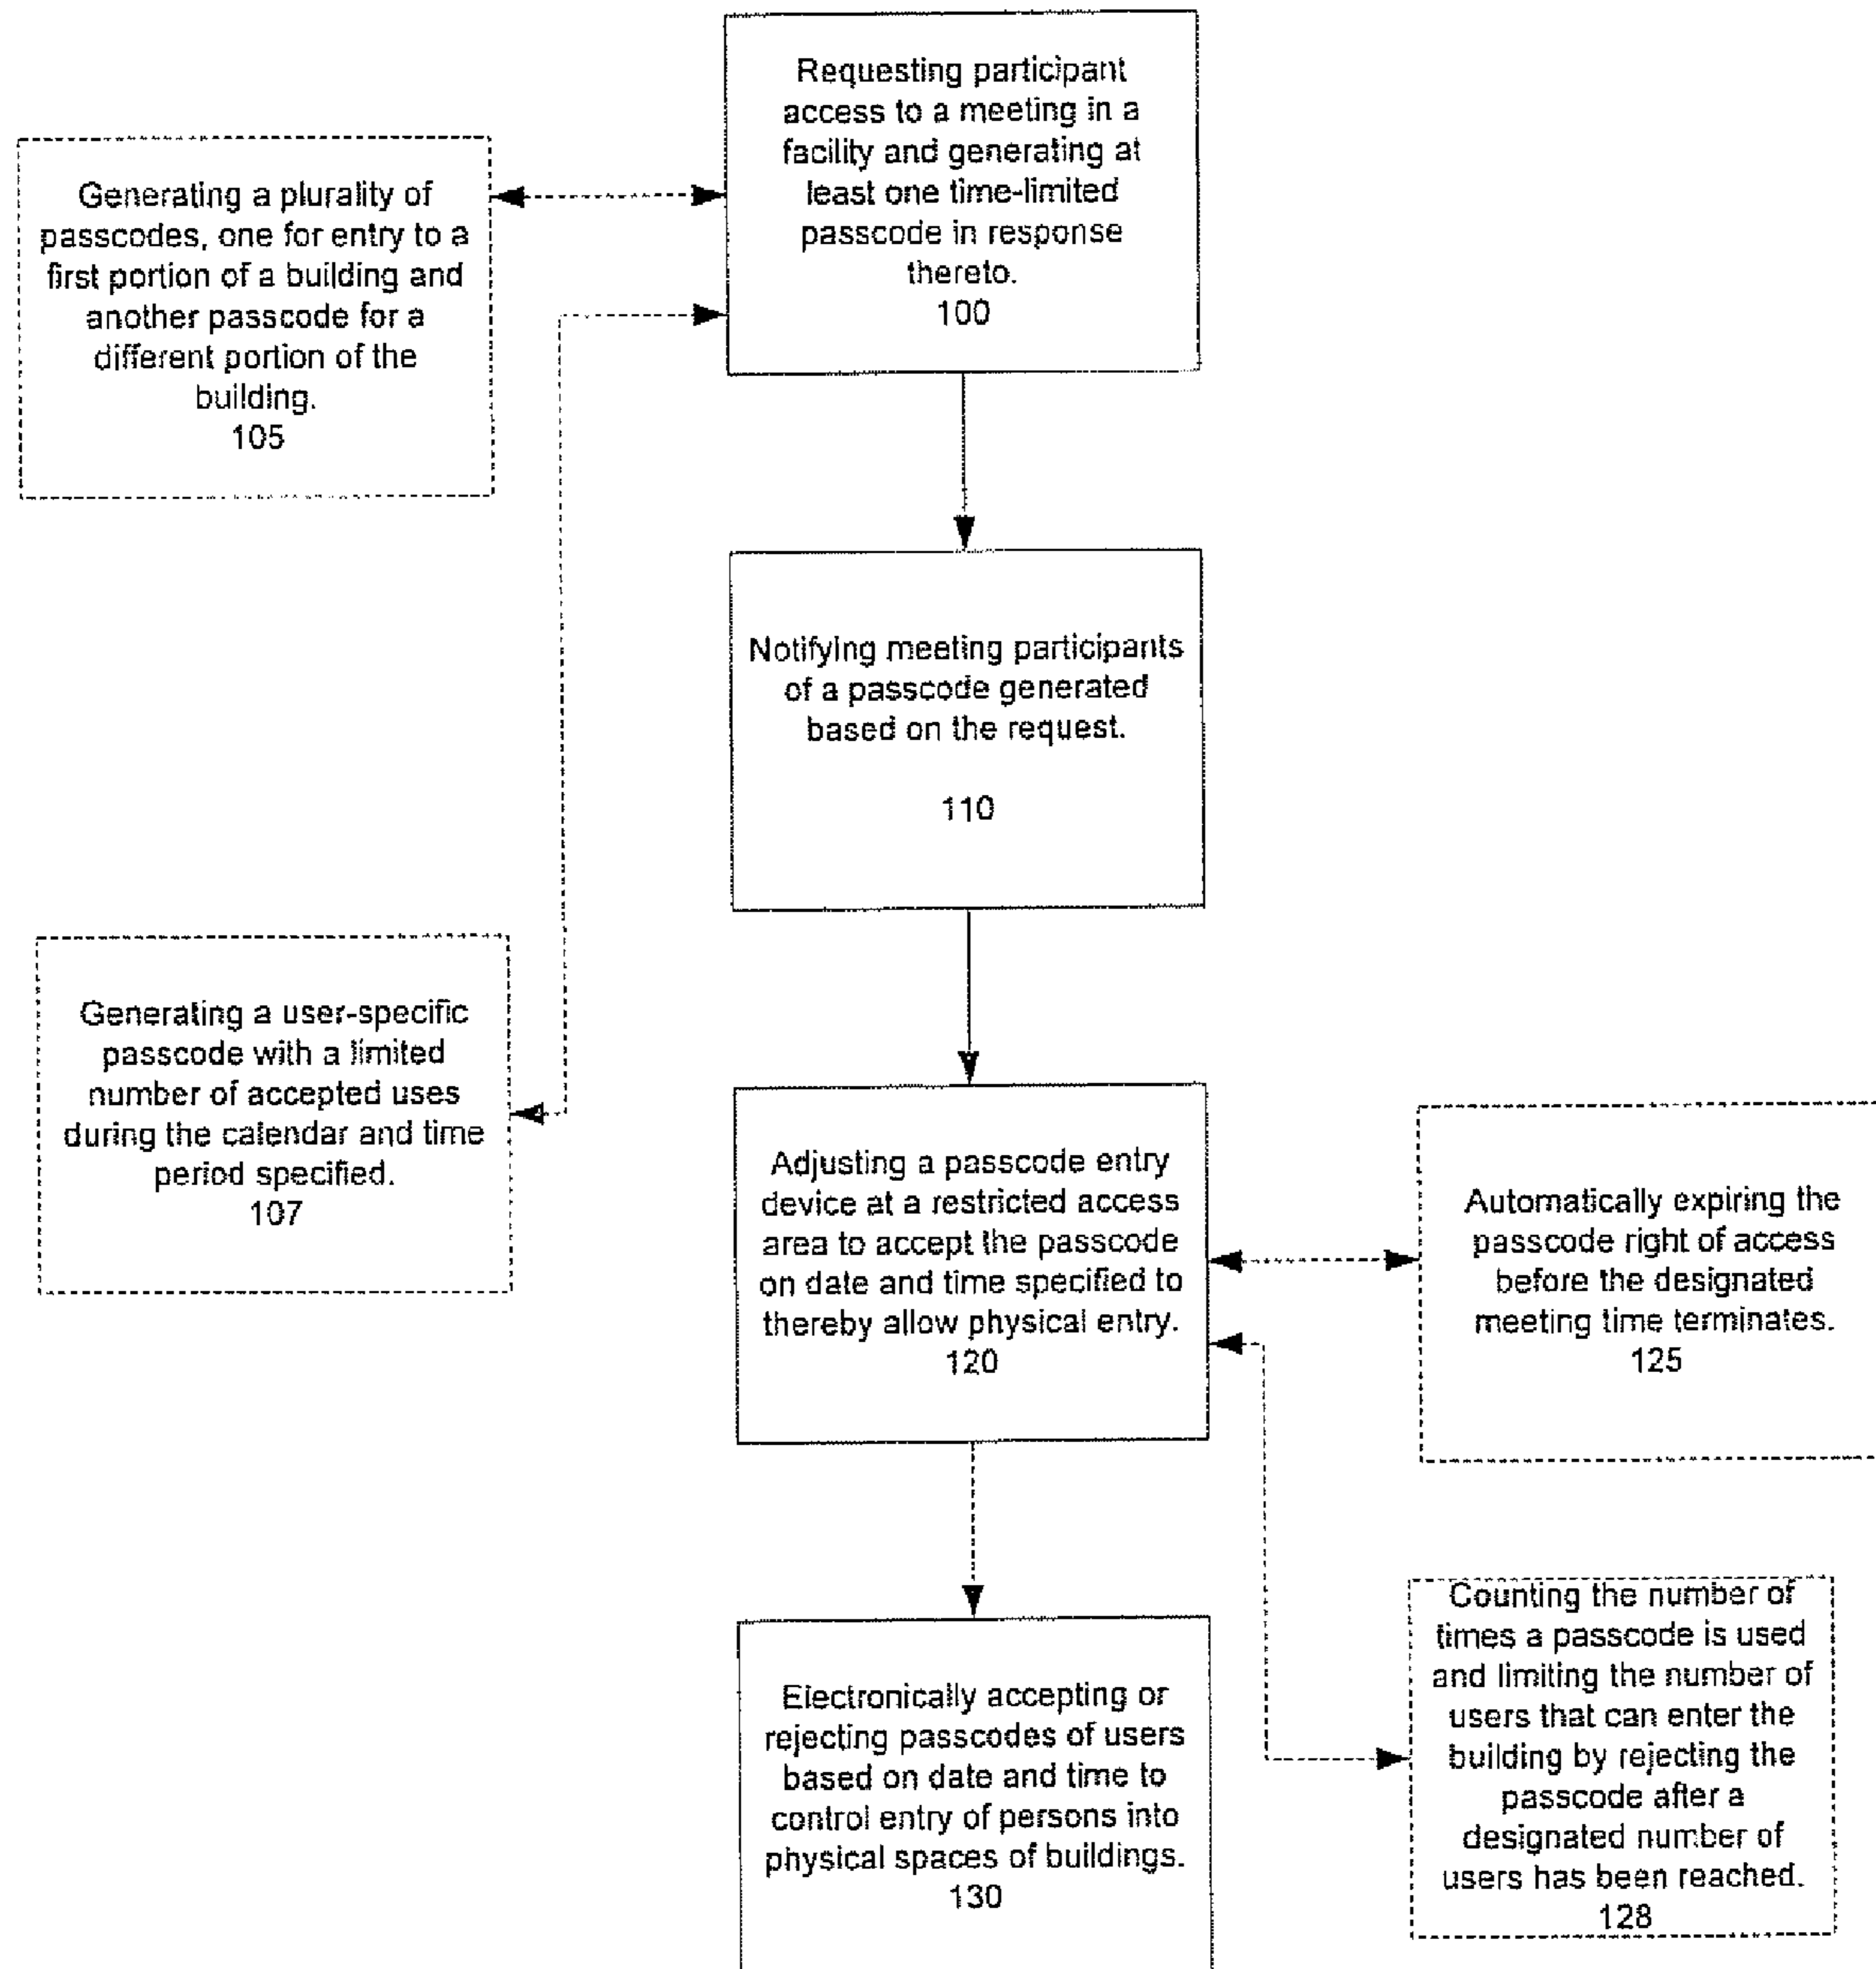 Requesting participant
access to a meeting in a
facility and generating at
least one time-limited
passcode in response
thereto.
100
Generating a plurality of
passcodes, one for entry to a
first portion of a building and
another passcode for a
different portion of the
building.
105
Notifying meeting participants
of a passcode generated
based on the request.
110
Generating a user-specific
passcode with a limited
number of accepted uses
during the calendar and time
period specified.
107
Adjusting a passcode entry
device at a restricted access
area to accept the passcode
on date and time specified to
thereby allow physical entry.
120
Automatically expiring the
passcode right of access
before the designated
meeting time terminates.
125
Counting the number of
times a passcode is used
and limiting the number of
users that can enter the
building by rejecting the
passcode after a
designated number of
users has been reached.
128
Electronically accepting or
rejecting passcodes of users
based on date and time to
control entry of persons into
physical spaces of buildings.
130